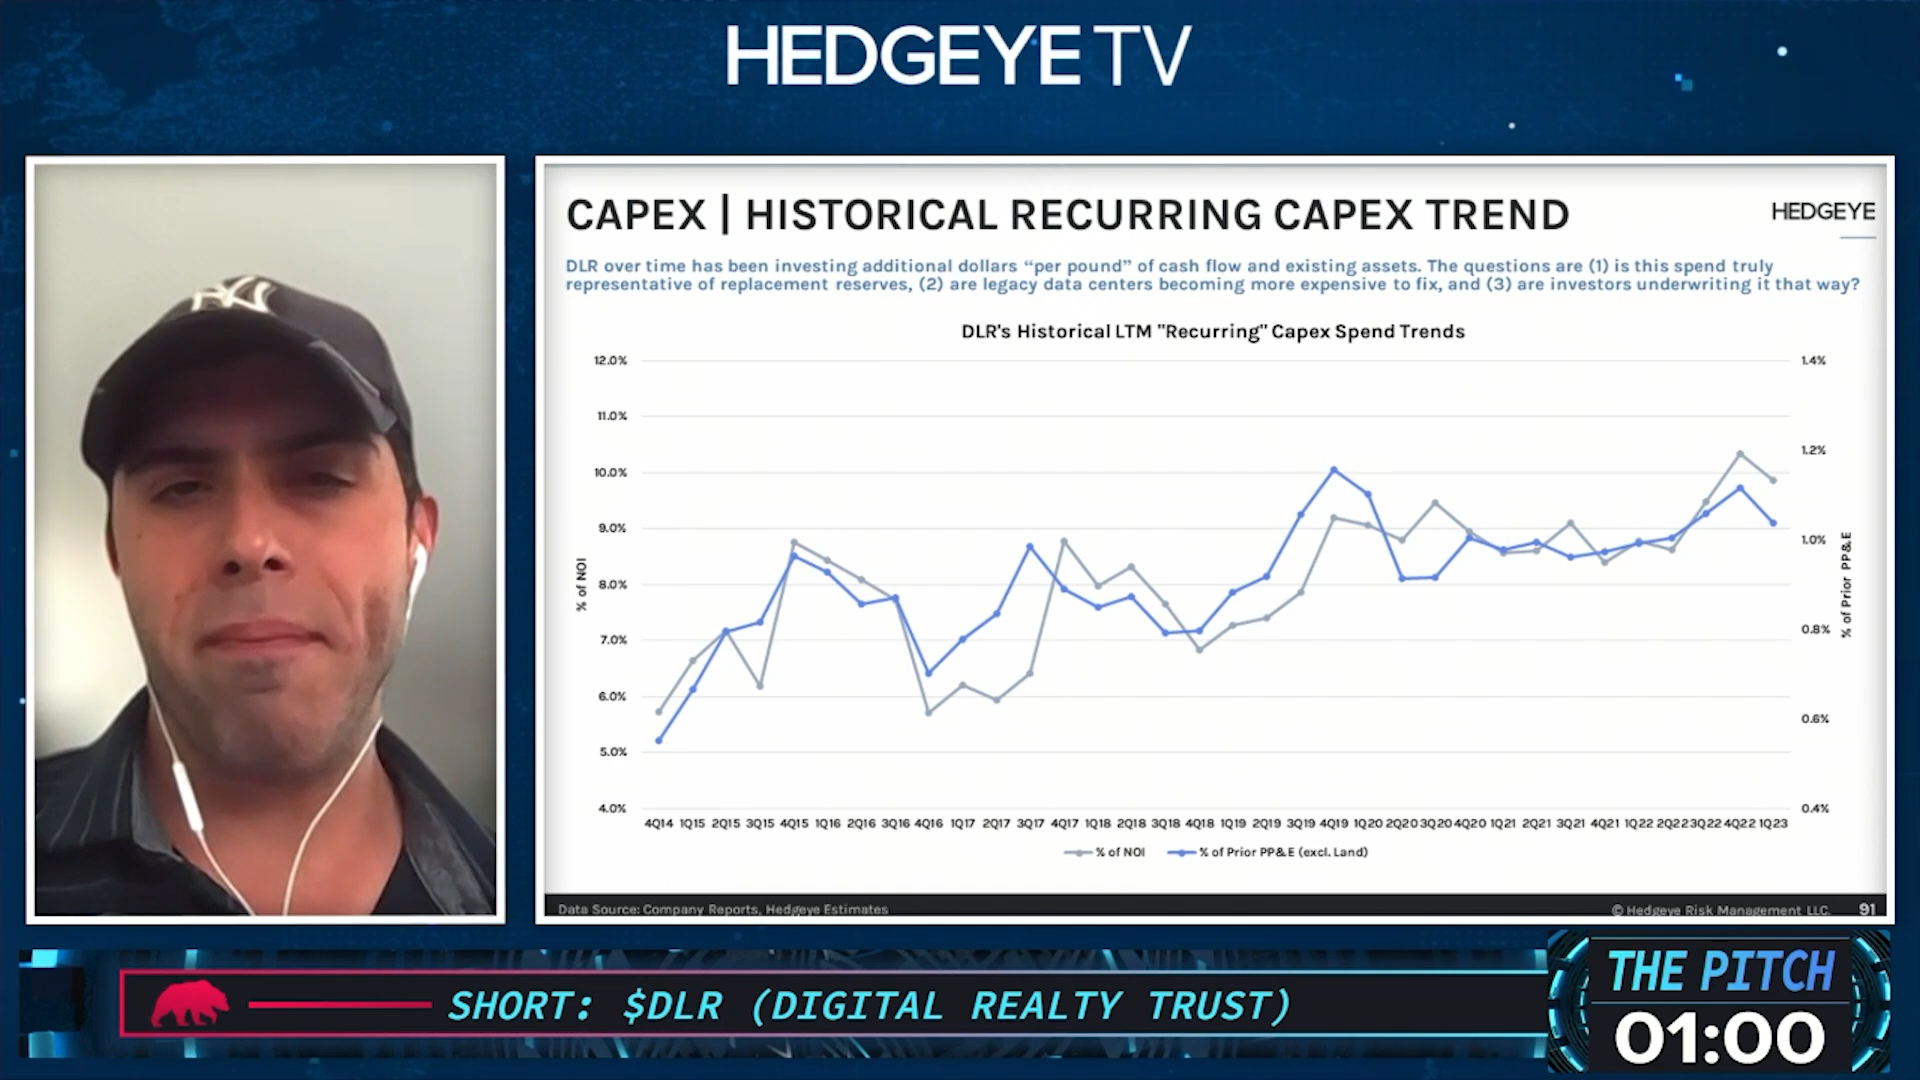 HEDGEYE TV
CAPEX | HISTORICAL RECURRING CAPEX TREND
HEDGEYE
DLR over time has been investing additional dollars “per pound” of cash flow and existing assets. The questions are (1) is this spend truly
representative of replacement reserves, (2) are legacy data centers becoming more expensive to fix, and (3) are investors underwriting it that way?
DLR's Historical LTM "Recurring" Capex Spend Trends
12.0%
11.0%
10.0%
9.0%
8.0%
7.0%
6.0%
5.0%
4.0%
% of NOI
1.4%
1.2%
1.0%
0.8%
0.6%
0.4%
% of Prior PP&E
4Q14 1Q15 2Q15 3Q15 4Q15 1Q16 2Q16 3Q16 4Q16 1Q17 2Q17 3Q17 4Q17 1Q18 2Q18 3Q18 4Q18 1Q19 2Q19 3Q19 4Q19 1Q20 2Q20 3Q20 4Q20 1Q21 2Q21 3Q21 4Q21 1Q22 2Q22 3Q22 4Q22 1Q23
% of NOI % of Prior PP&E (excl. Land)
Data Source: Company Reports, Hedgeye Estimates
© Hedgeye Risk Management LLC. 91
NY
SHORT: $DLR (DIGITAL REALTY TRUST)
THE PITCH
01:00